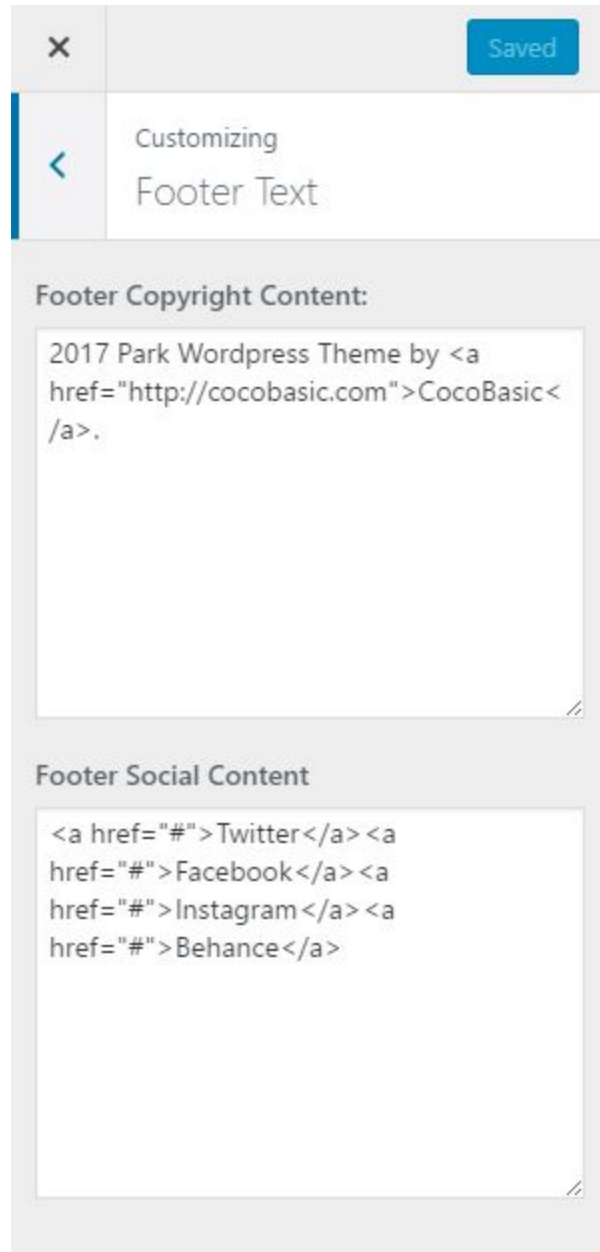 Saved
Customizing
Footer Text
Footer Copyright Content:
2017 Park Wordpress Theme by <a
href="http://cocobasic.com">CocoBasic<
/a>.
Footer Social Content
<a href="#">Twitter</a><a
href="#">Facebook</a><a
href="#">Instagram</a><a
href="#">Behance</a>